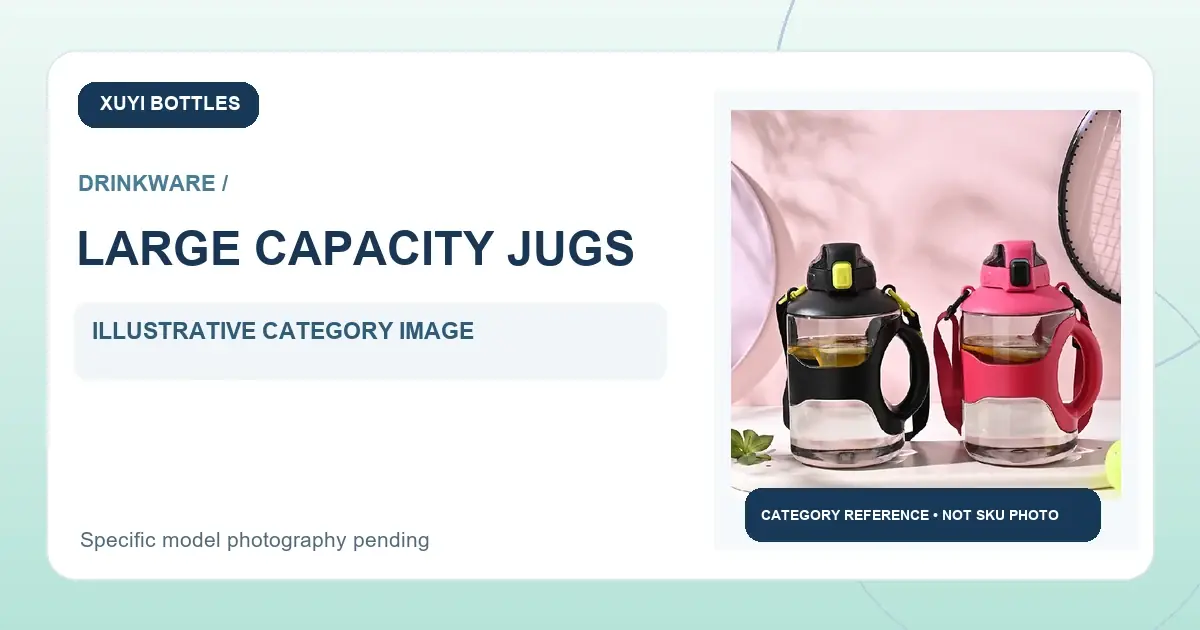 XUYI BOTTLES
DRINKWARE /
LARGE CAPACITY JUGS
ILLUSTRATIVE CATEGORY IMAGE
Specific model photography pending
CATEGORY REFERENCE • NOT SKU PHOTO